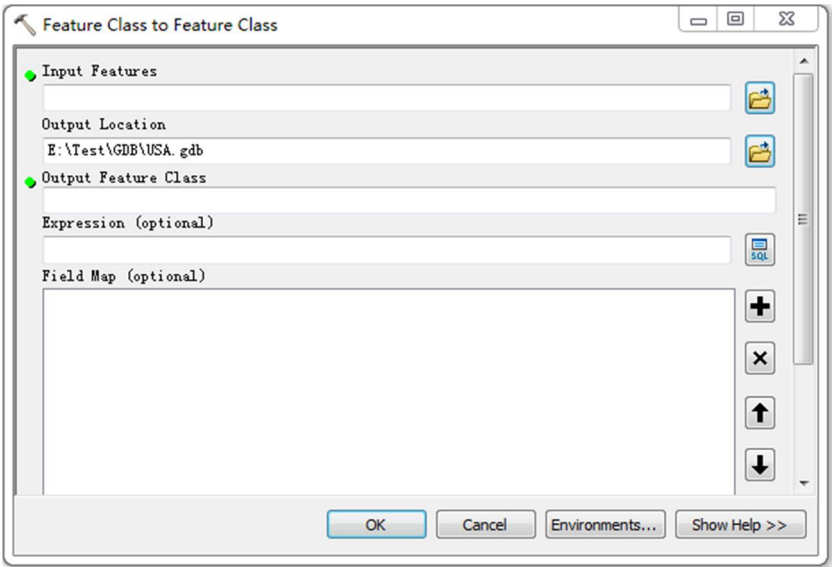 Feature Class to Feature Class
Input Features
Output Location
E:\Test\GDB\USA.gdb
Output Feature Class
Expression (optional)
SQL
Field Map (optional)
OK
Cancel
Environments...
Show Help >>